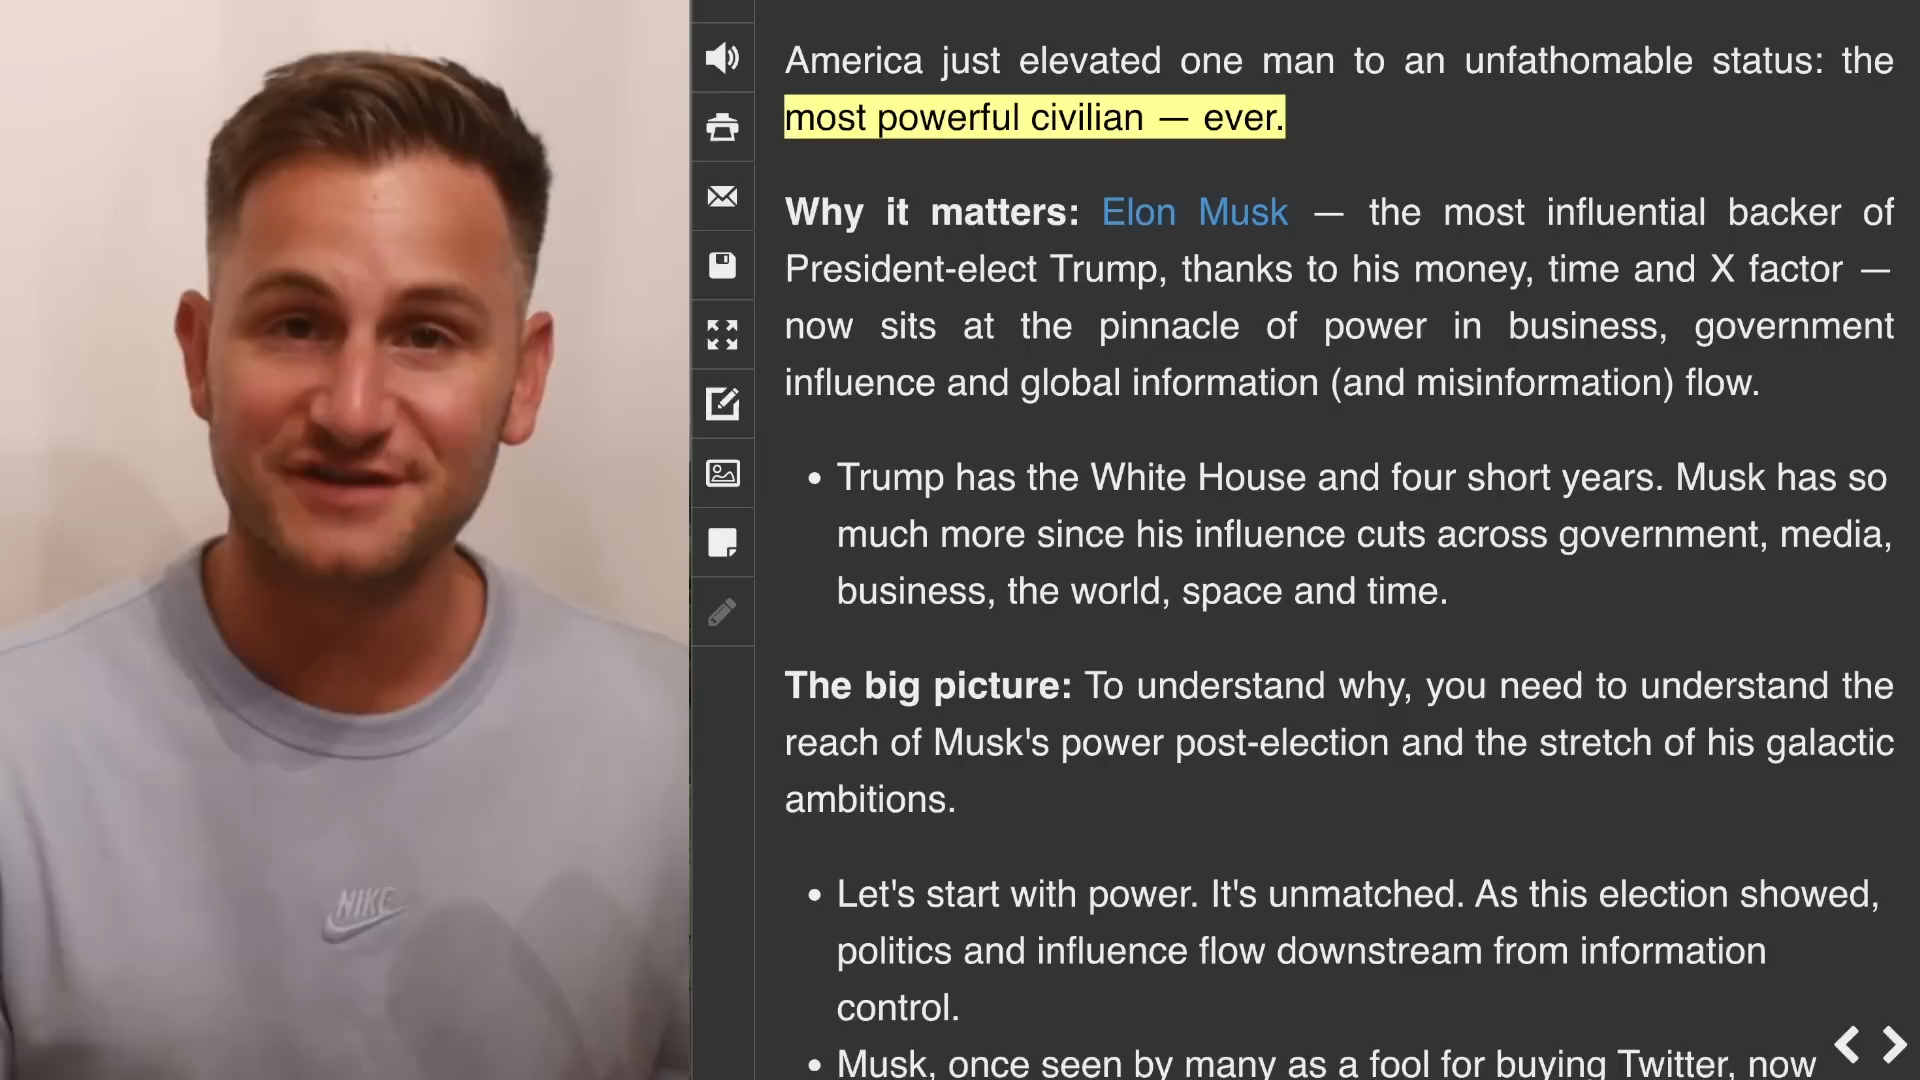 America just elevated one man to an unfathomable status: the
most powerful civilian — ever.
Why it matters: Elon Musk — the most influential backer of
President-elect Trump, thanks to his money, time and X factor —
now sits at the pinnacle of power in business, government
influence and global information (and misinformation) flow.
• Trump has the White House and four short years. Musk has so
much more since his influence cuts across government, media,
business, the world, space and time.
The big picture: To understand why, you need to understand the
reach of Musk's power post-election and the stretch of his galactic
ambitions.
• Let's start with power. It's unmatched. As this election showed,
politics and influence flow downstream from information
control.
• Musk, once seen by many as a fool for buying Twitter, now
NIKE